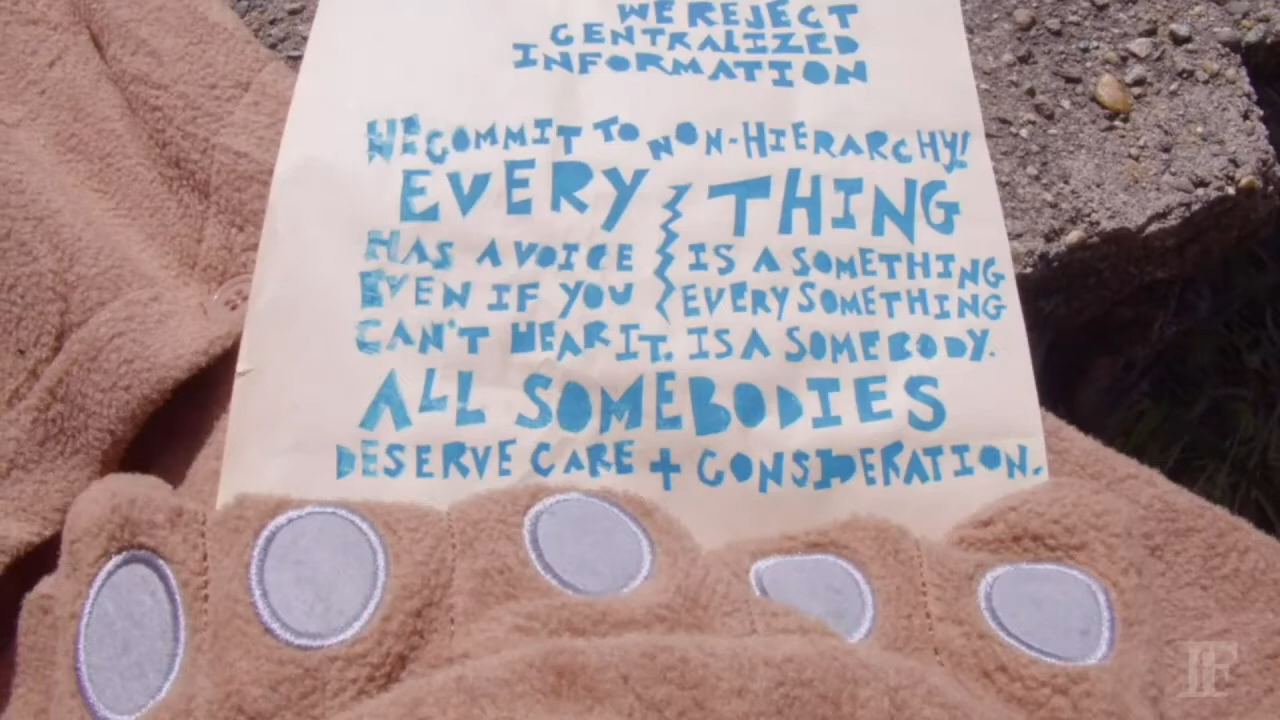 WE REJECT
CENTRALIZED
INFORMATION
WE COMMIT TO NON-HIERARCHY!
EVERY THING
HAS A VOICE IS A SOMETHING
EVEN IF YOU EVERY SOMETHING
CAN'T HEAR IT. IS A SOMEBODY.
ALL SOMEBODIES
DESERVE CARE + CONSIDERATION.
IF